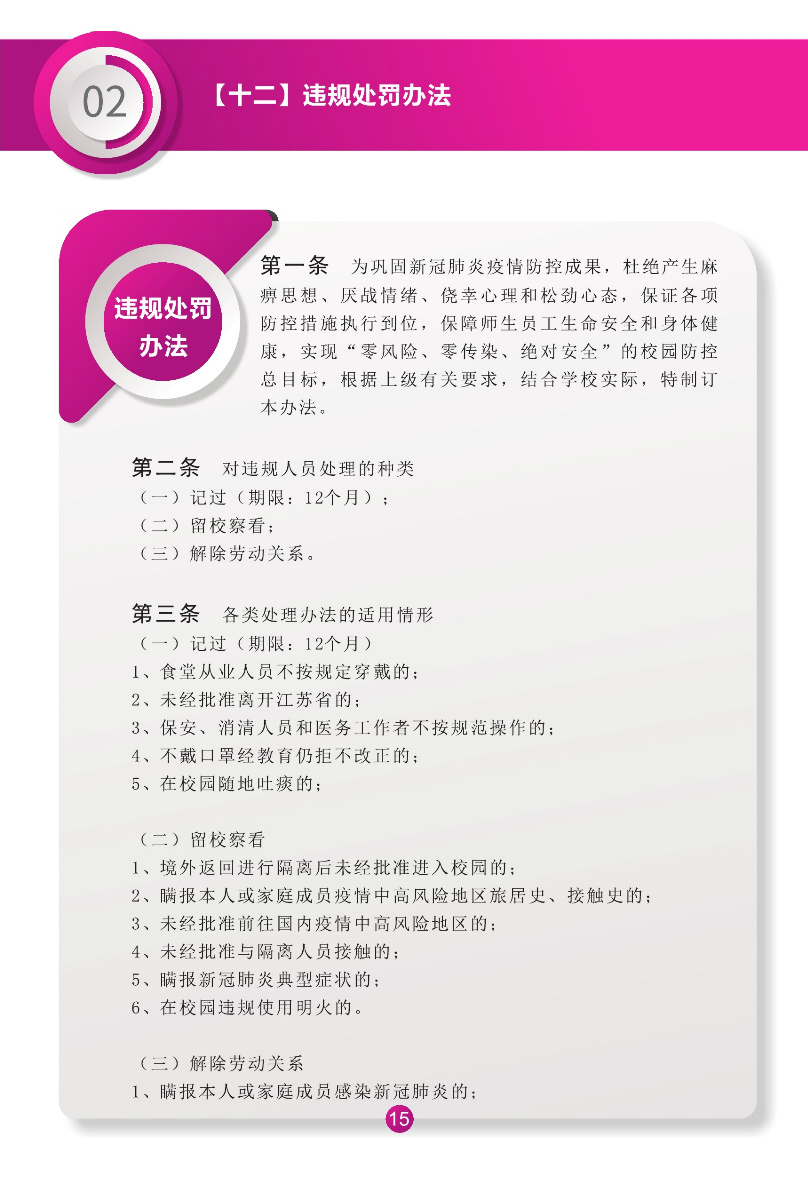 02
【十二】违规处罚办法
违规处罚
办法
第一条 为巩固新冠肺炎疫情防控成果，杜绝产生麻
痹思想、厌战情绪、侥幸心理和松劲心态，保证各项
防控措施执行到位，保障师生员工生命安全和身体健
康，实现“零风险、零传染、绝对安全”的校园防控
总目标，根据上级有关要求，结合学校实际，特制订
本办法。
第二条 对违规人员处理的种类
（一）记过（期限：12个月）；
（二）留校察看；
（三）解除劳动关系。
第三条 各类处理办法的适用情形
（一）记过（期限：12个月）
1、食堂从业人员不按规定穿戴的；
2、未经批准离开江苏省的；
3、保安、消清人员和医务工作者不按规范操作的；
4、不戴口罩经教育仍拒不改正的；
5、在校园随地吐痰的；
（二）留校察看
1、境外返回进行隔离后未经批准进入校园的；
2、瞒报本人或家庭成员疫情中高风险地区旅居史、接触史的；
3、未经批准前往国内疫情中高风险地区的；
4、未经批准与隔离人员接触的；
5、瞒报新冠肺炎典型症状的；
6、在校园违规使用明火的。
（三）解除劳动关系
1、瞒报本人或家庭成员感染新冠肺炎的；
15